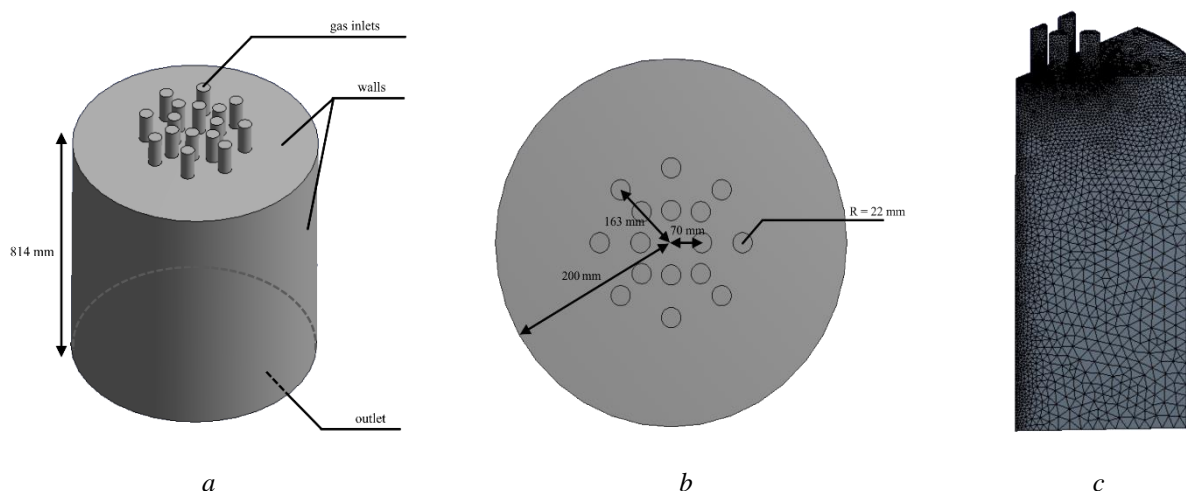 gas inlets
walls
814 mm
outlet
163 mm
70 mm
R = 22 mm
200 mm
a
b
c